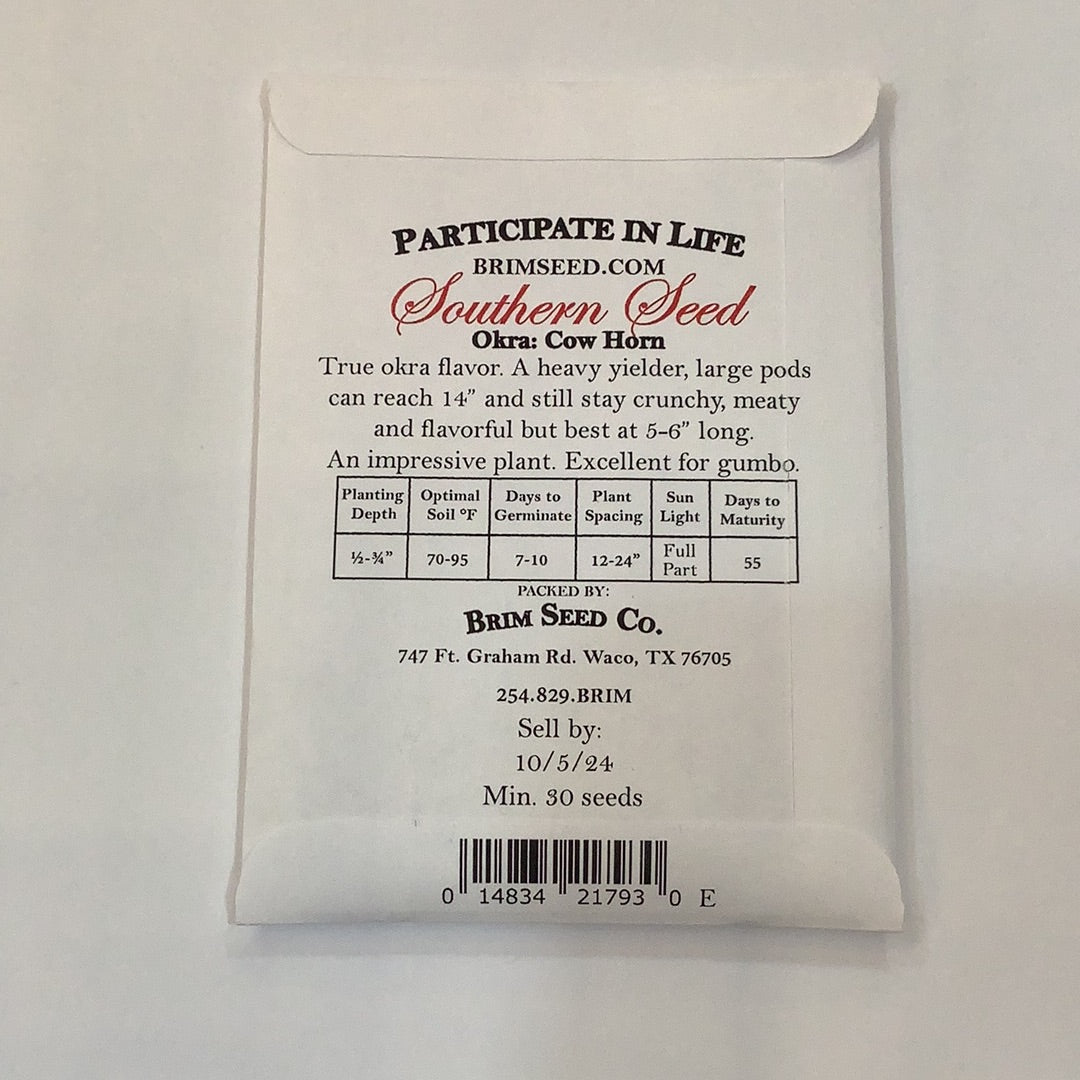 PARTICIPATE IN LIFE
BRIMSEED.COM
Southern Seed
Okra: Cow Horn
True okra flavor. A heavy yielder, large pods
can reach 14” and still stay crunchy, meaty
and flavorful but best at 5-6” long.
An impressive plant. Excellent for gumbo.
Planting Depth Optimal Soil °F Days to Germinate Plant Spacing Sun Light Days to Maturity
½-¾” 70-95 7-10 12-24” Full Part 55
PACKED BY:
BRIM SEED CO.
747 Ft. Graham Rd. Waco, TX 76705
254.829.BRIM
Sell by:
10/5/24
Min. 30 seeds
0 14834 21793 0 E